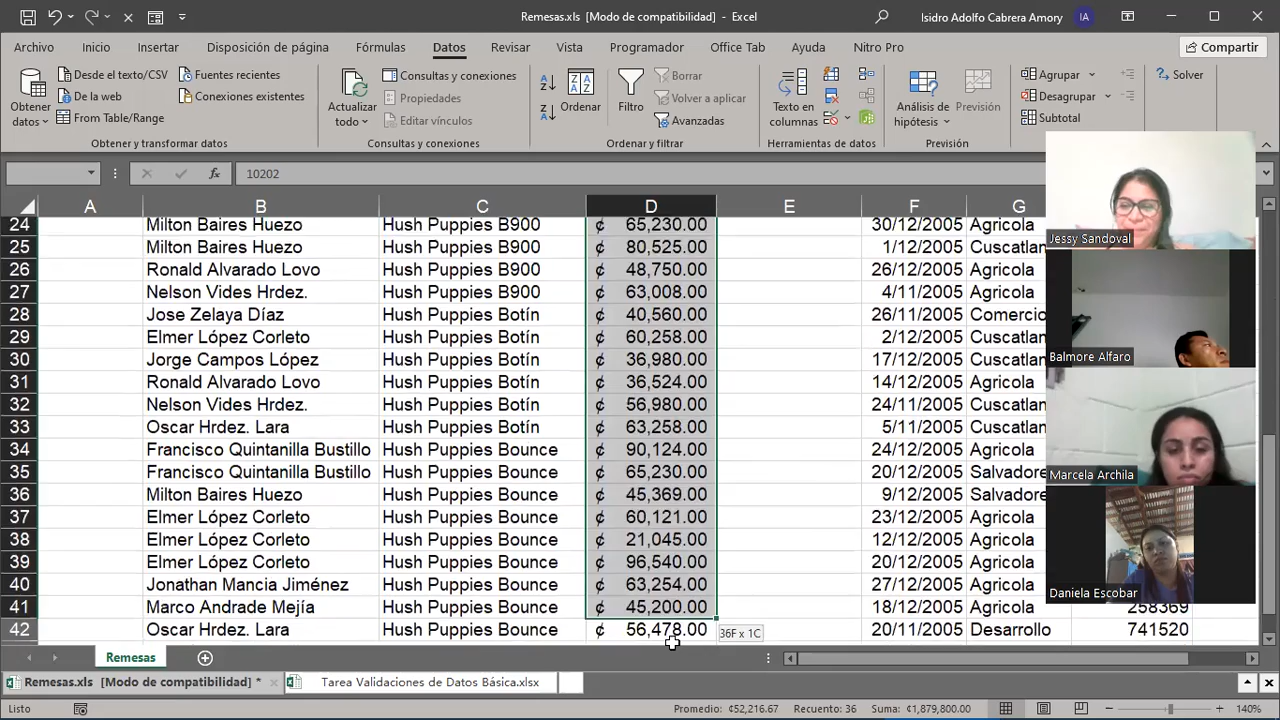 Remesas.xls [Modo de compatibilidad] - Excel
Isidro Adolfo Cabrera Amory
IA
Archivo Inicio Insertar Disposición de página Fórmulas Datos Revisar Vista Programador Office Tab Ayuda Nitro Pro
Compartir
Obtener datos
Desde el texto/CSV
De la web
From Table/Range
Fuentes recientes
Conexiones existentes
Obtener y transformar datos
Actualizar todo
Consultas y conexiones
Propiedades
Editar vínculos
Consultas y conexiones
Ordenar
Filtro
Borrar
Volver a aplicar
Avanzadas
Ordenar y filtrar
Texto en columnas
Herramientas de datos
Análisis de hipótesis
Previsión
Previsión
Agrupar
Desagrupar
Subtotal
Solver
fx 10202
A B C D E F G
24 Milton Baires Huezo Hush Puppies B900 ¢ 65,230.00 30/12/2005 Agricola
25 Milton Baires Huezo Hush Puppies B900 ¢ 80,525.00 1/12/2005 Cuscatlan
26 Ronald Alvarado Lovo Hush Puppies B900 ¢ 48,750.00 26/12/2005 Agricola
27 Nelson Vides Hrdez. Hush Puppies B900 ¢ 63,008.00 4/11/2005 Agricola
28 Jose Zelaya Díaz Hush Puppies Botín ¢ 40,560.00 26/11/2005 Comercio
29 Elmer López Corleto Hush Puppies Botín ¢ 60,258.00 2/12/2005 Cuscatlan
30 Jorge Campos López Hush Puppies Botín ¢ 36,980.00 17/12/2005 Cuscatlan
31 Ronald Alvarado Lovo Hush Puppies Botín ¢ 36,524.00 14/12/2005 Agricola
32 Nelson Vides Hrdez. Hush Puppies Botín ¢ 56,980.00 24/11/2005 Cuscatlan
33 Oscar Hrdez. Lara Hush Puppies Botín ¢ 63,258.00 5/11/2005 Cuscatlan
34 Francisco Quintanilla Bustillo Hush Puppies Bounce ¢ 90,124.00 24/12/2005 Agricola
35 Francisco Quintanilla Bustillo Hush Puppies Bounce ¢ 65,230.00 20/12/2005 Salvador
36 Milton Baires Huezo Hush Puppies Bounce ¢ 45,369.00 9/12/2005 Salvador
37 Elmer López Corleto Hush Puppies Bounce ¢ 60,121.00 23/12/2005 Agricola
38 Elmer López Corleto Hush Puppies Bounce ¢ 21,045.00 12/12/2005 Agricola
39 Elmer López Corleto Hush Puppies Bounce ¢ 96,540.00 26/12/2005 Agricola
40 Jonathan Mancia Jiménez Hush Puppies Bounce ¢ 63,254.00 27/12/2005 Agricola
41 Marco Andrade Mejía Hush Puppies Bounce ¢ 45,200.00 18/12/2005 Agricola 258369
42 Oscar Hrdez. Lara Hush Puppies Bounce ¢ 56,478.00 20/11/2005 Desarrollo 741520
36F x 1C
Jessy Sandoval
Balmore Alfaro
Marcela Archila
Daniela Escobar
Remesas
Remesas.xls [Modo de compatibilidad] *
Tarea Validaciones de Datos Básica.xlsx
Listo
Promedio: ¢52,216.67 Recuento: 36 Suma: ¢1,879,800.00
140%